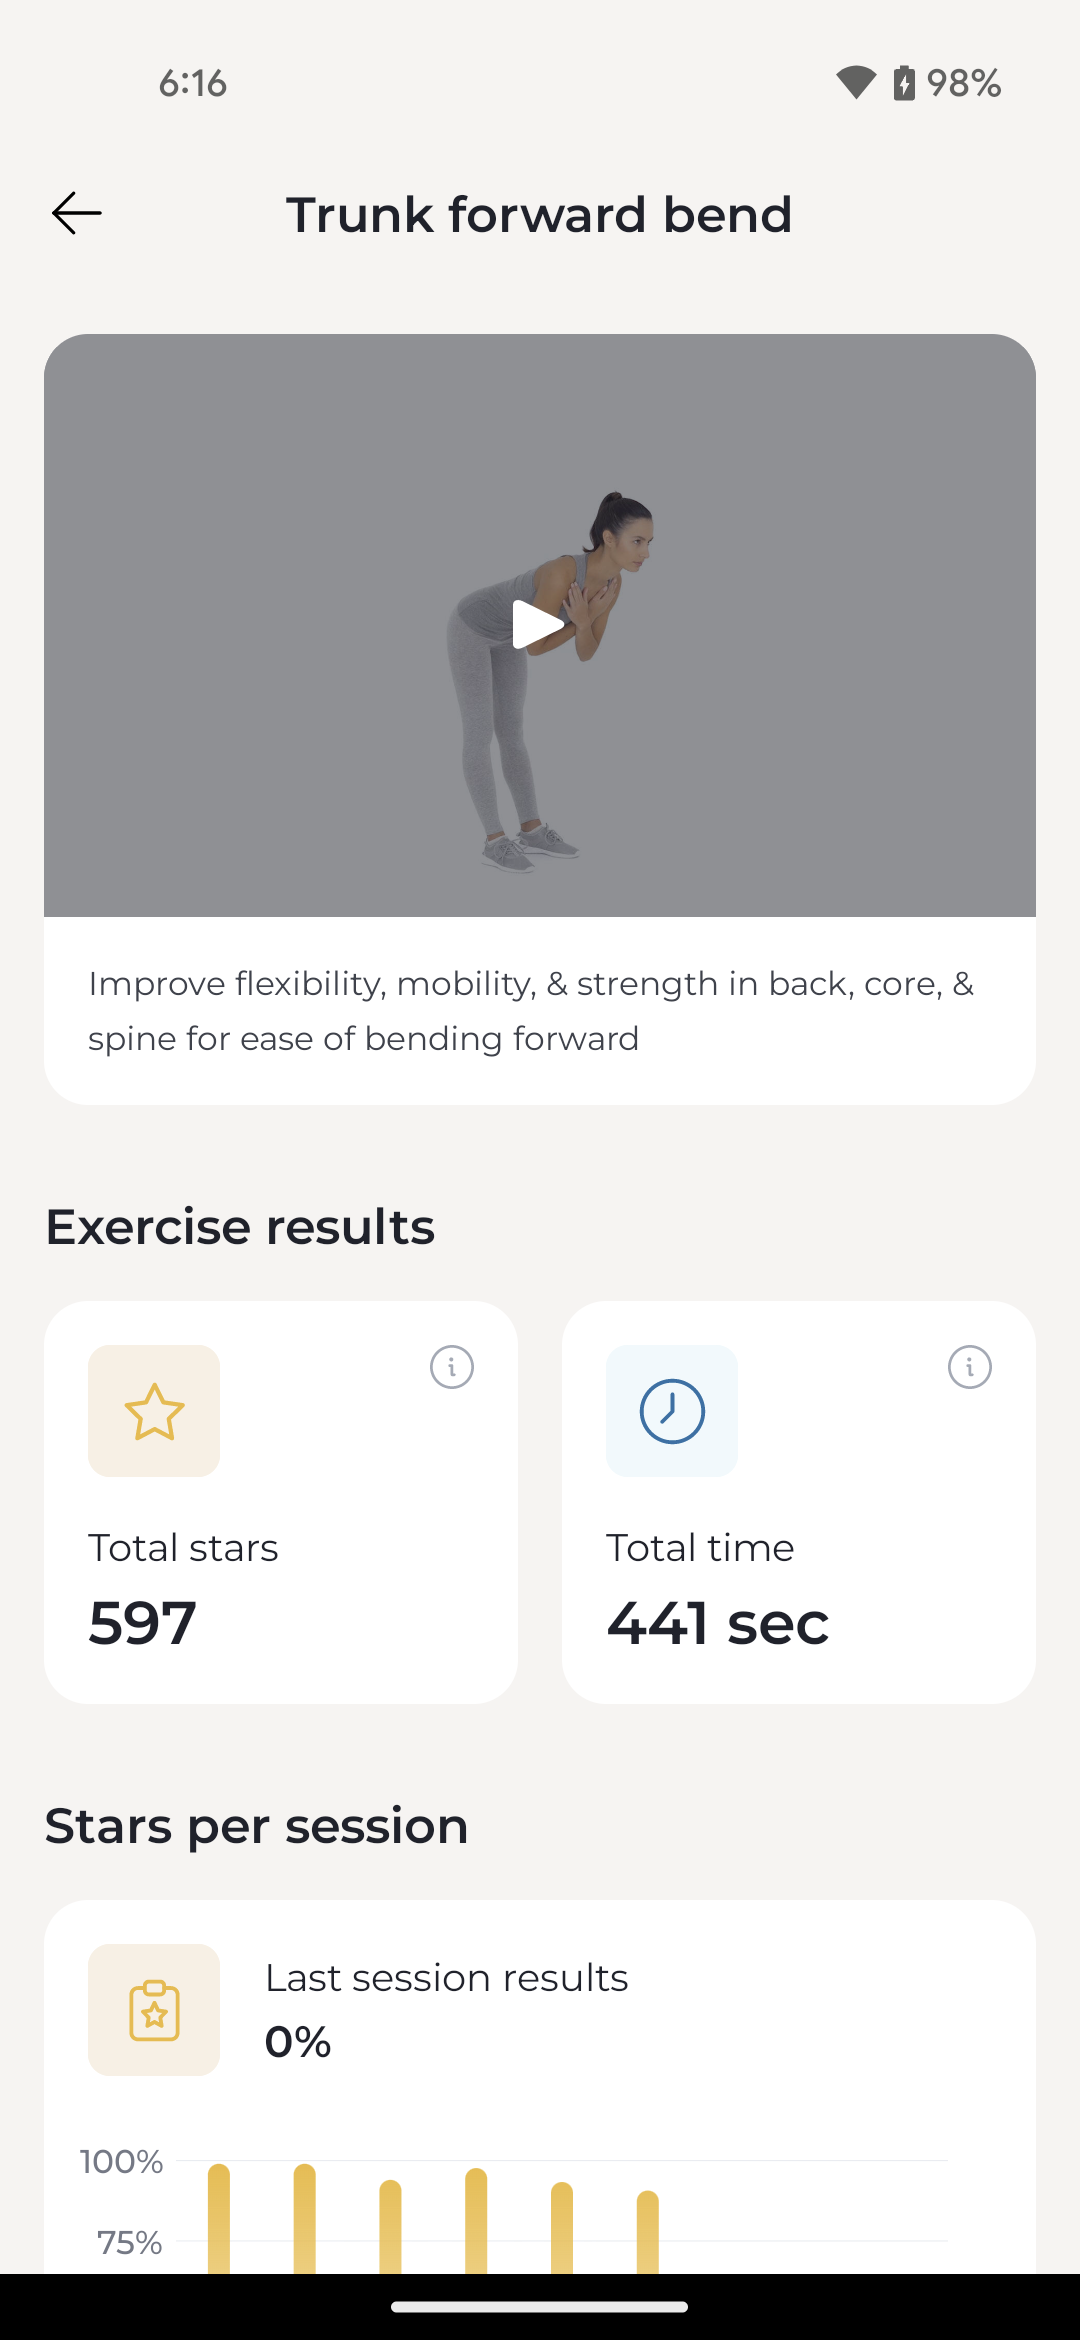 6:16
98%
Trunk forward bend
Improve flexibility, mobility, & strength in back, core, &
spine for ease of bending forward
Exercise results
Total stars
597
Total time
441 sec
Stars per session
Last session results
0%
100%
75%